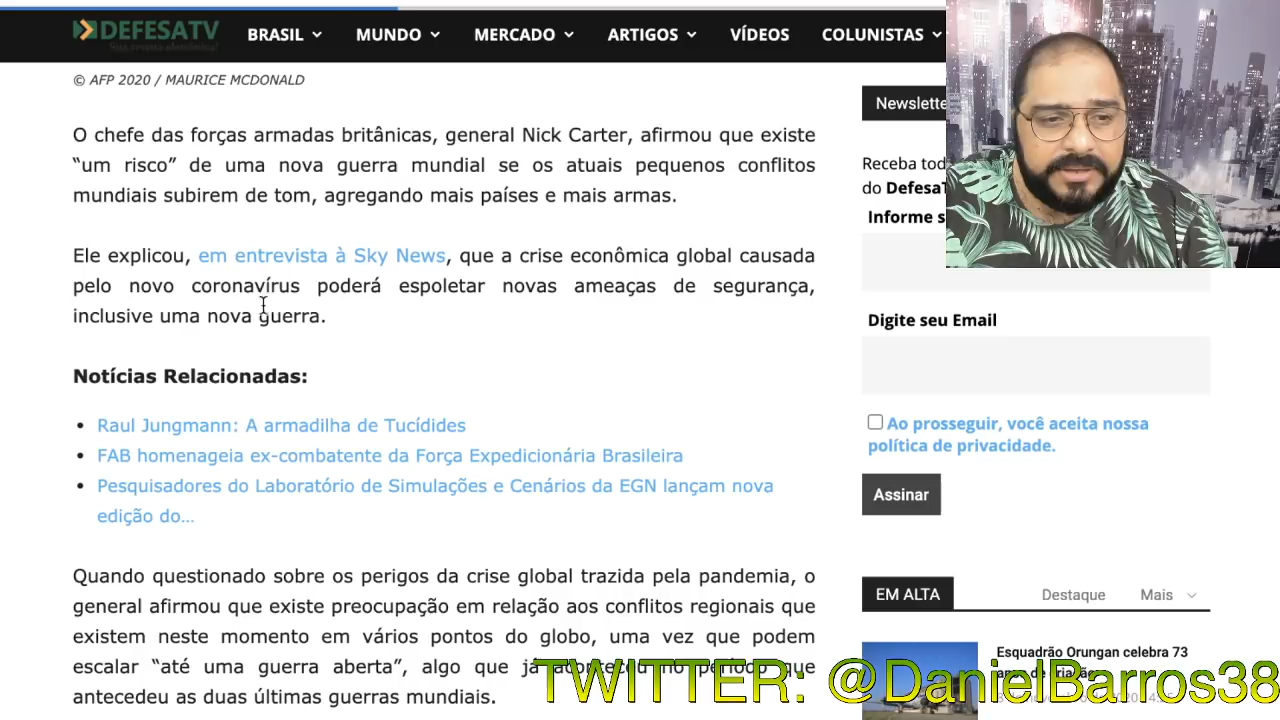 DEFESATV
BRASIL MUNDO MERCADO ARTIGOS VÍDEOS COLUNISTAS
© AFP 2020 / MAURICE MCDONALD
O chefe das forças armadas britânicas, general Nick Carter, afirmou que existe
“um risco” de uma nova guerra mundial se os atuais pequenos conflitos
mundiais subirem de tom, agregando mais países e mais armas.
Ele explicou, em entrevista à Sky News, que a crise econômica global causada
pelo novo coronavírus poderá espoletar novas ameaças de segurança,
inclusive uma nova guerra.
Notícias Relacionadas:
• Raul Jungmann: A armadilha de Tucídides
• FAB homenageia ex-combatente da Força Expedicionária Brasileira
• Pesquisadores do Laboratório de Simulações e Cenários da EGN lançam nova
edição do...
Quando questionado sobre os perigos da crise global trazida pela pandemia, o
general afirmou que existe preocupação em relação aos conflitos regionais que
existem neste momento em vários pontos do globo, uma vez que podem
escalar “até uma guerra aberta”, algo que já que
antecedeu as duas últimas guerras mundiais.
Newslette
Receba tod
do DefesaT
Informe s
Digite seu Email
Ao prosseguir, você aceita nossa
política de privacidade.
Assinar
EM ALTA Destaque Mais
Esquadrão Orungan celebra 73
TWITTER: @DanielBarros38